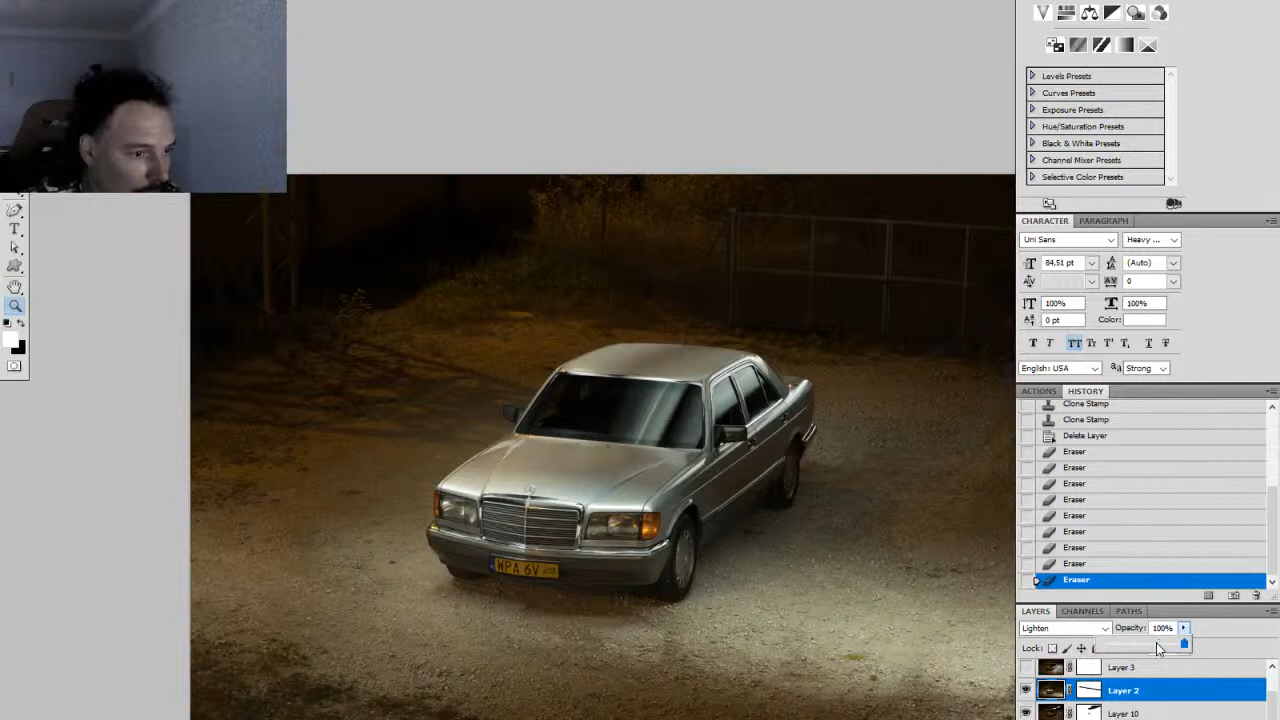 Levels Presets
Curves Presets
Exposure Presets
Hue/Saturation Presets
Black & White Presets
Channel Mixer Presets
Selective Color Presets
CHARACTER PARAGRAPH
Uni Sans Heavy ...
84,51 pt (Auto)
0
100% 100%
0 pt Color:
T T TT Tr T' T, T T
English: USA aa Strong
ACTIONS HISTORY
Clone Stamp
Clone Stamp
Delete Layer
Eraser
Eraser
Eraser
Eraser
Eraser
Eraser
Eraser
Eraser
Eraser
LAYERS CHANNELS PATHS
Lighten Opacity: 100%
Lock:
Layer 3
Layer 2
Layer 10
WPA 6V